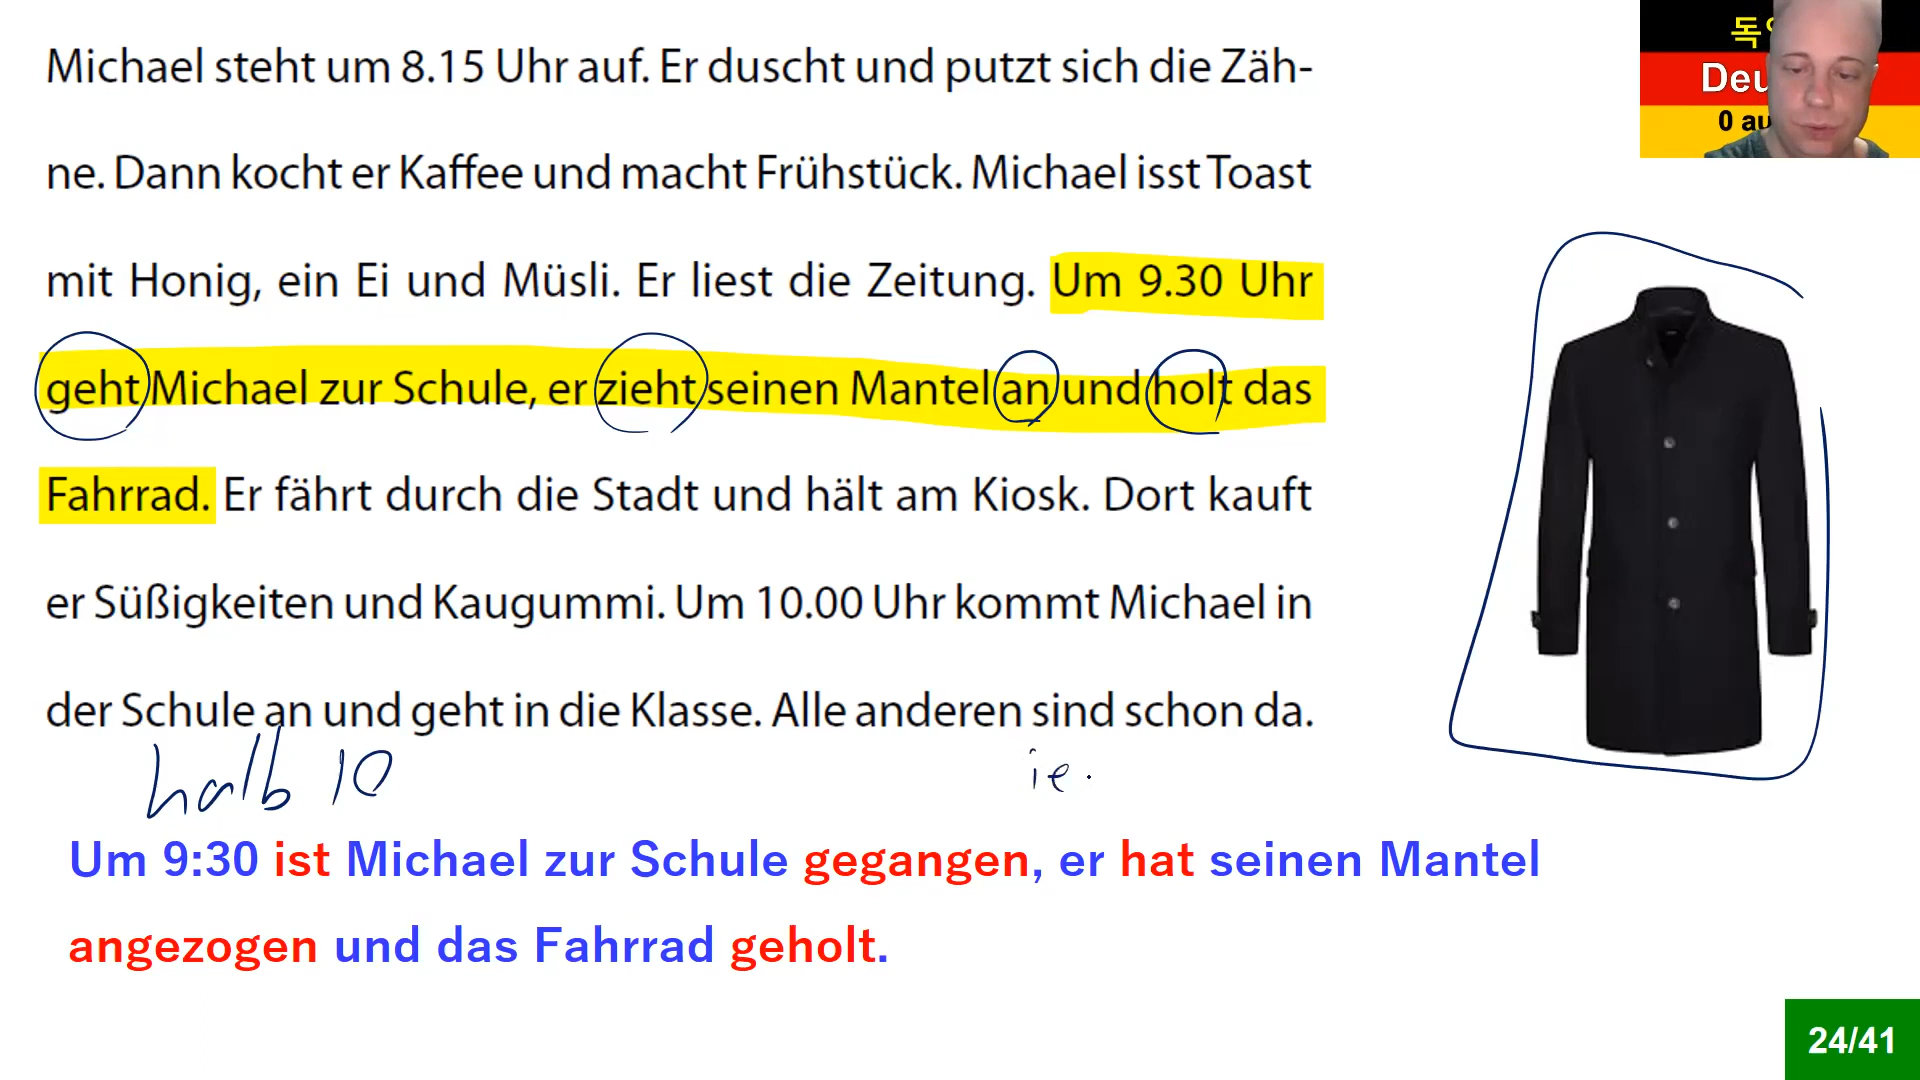 Michael steht um 8.15 Uhr auf. Er duscht und putzt sich die Zäh-
ne. Dann kocht er Kaffee und macht Frühstück. Michael isst Toast
mit Honig, ein Ei und Müsli. Er liest die Zeitung. Um 9.30 Uhr
geht Michael zur Schule, er zieht seinen Mantel an und holt das
Fahrrad. Er fährt durch die Stadt und hält am Kiosk. Dort kauft
er Süßigkeiten und Kaugummi. Um 10.00 Uhr kommt Michael in
der Schule an und geht in die Klasse. Alle anderen sind schon da.
halb 10
ie.
Um 9:30 ist Michael zur Schule gegangen, er hat seinen Mantel
angezogen und das Fahrrad geholt.
독
Deu
0 au
24/41